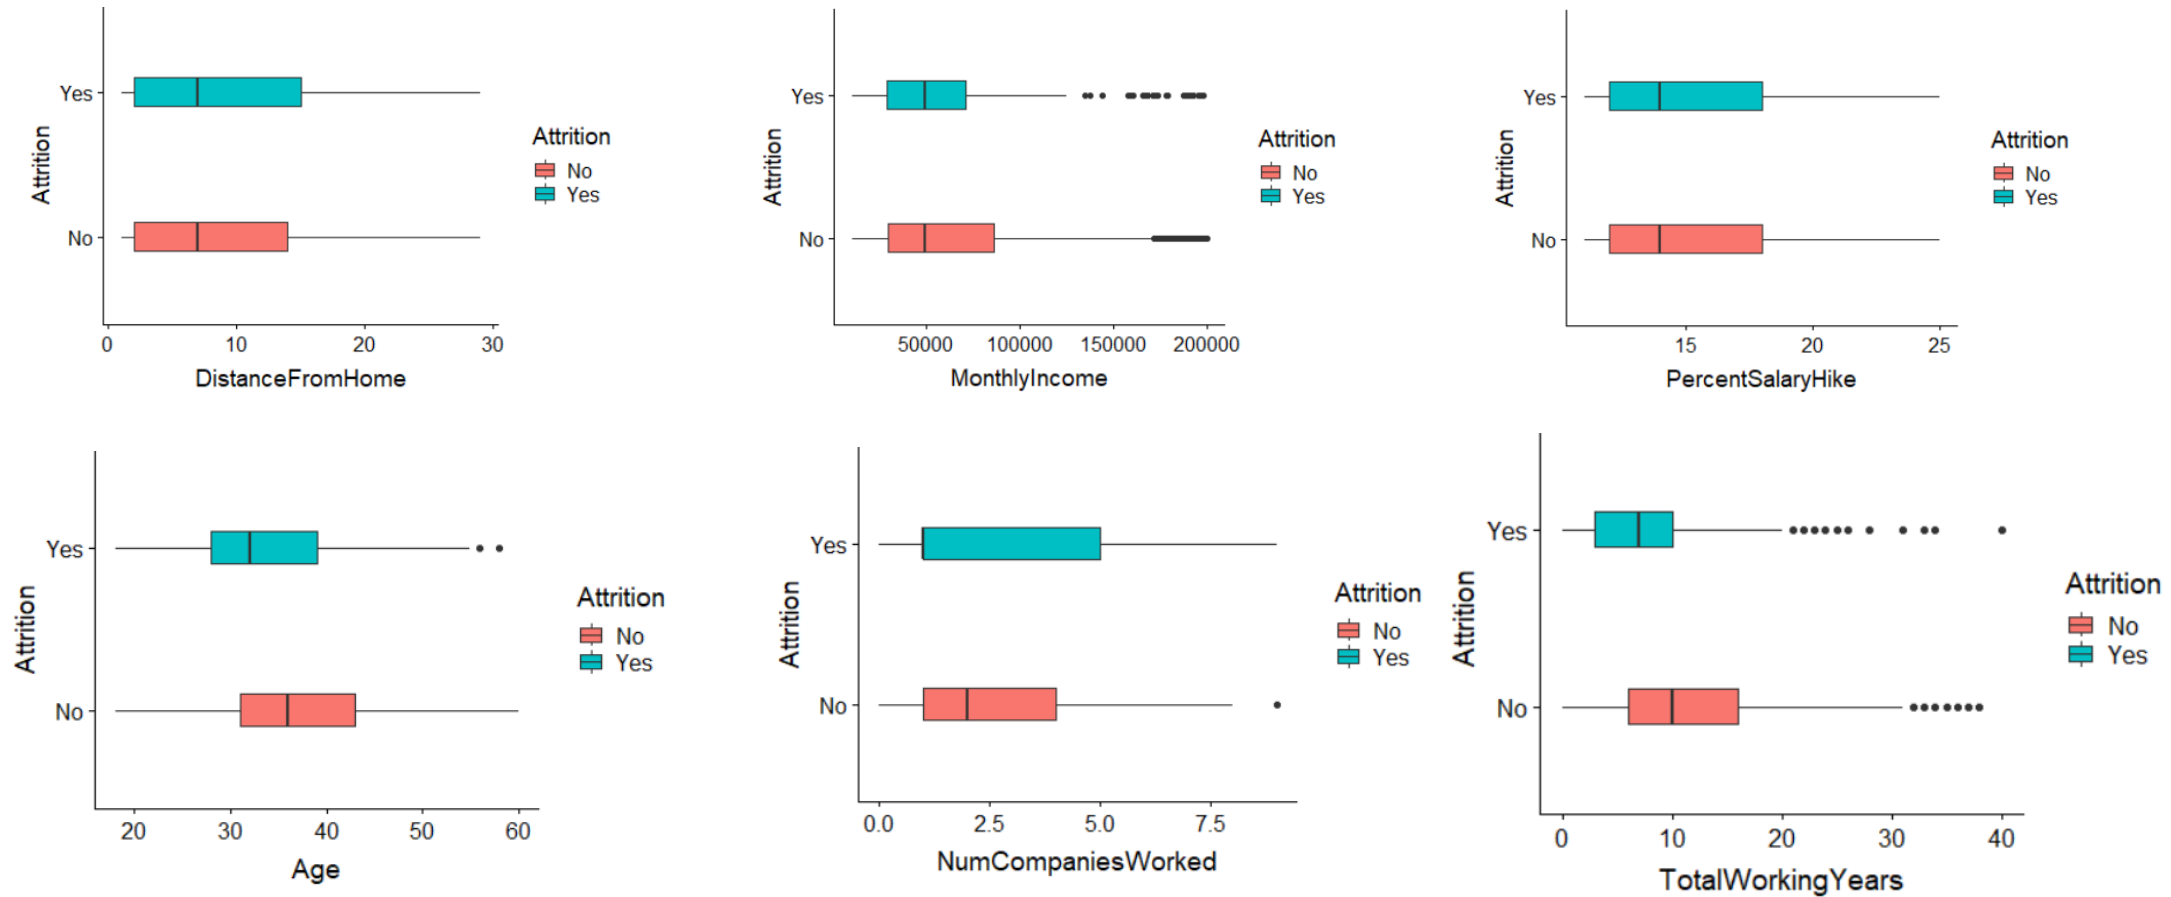 Attrition
Yes
No
0 10 20 30
DistanceFromHome
Attrition
No
Yes
Attrition
Yes
No
50000 100000 150000 200000
MonthlyIncome
Attrition
No
Yes
Attrition
Yes
No
15 20 25
PercentSalaryHike
Attrition
No
Yes
Attrition
Yes
No
20 30 40 50 60
Age
Attrition
No
Yes
Attrition
Yes
No
0.0 2.5 5.0 7.5
NumCompaniesWorked
Attrition
No
Yes
Attrition
Yes
No
0 10 20 30 40
TotalWorkingYears
Attrition
No
Yes